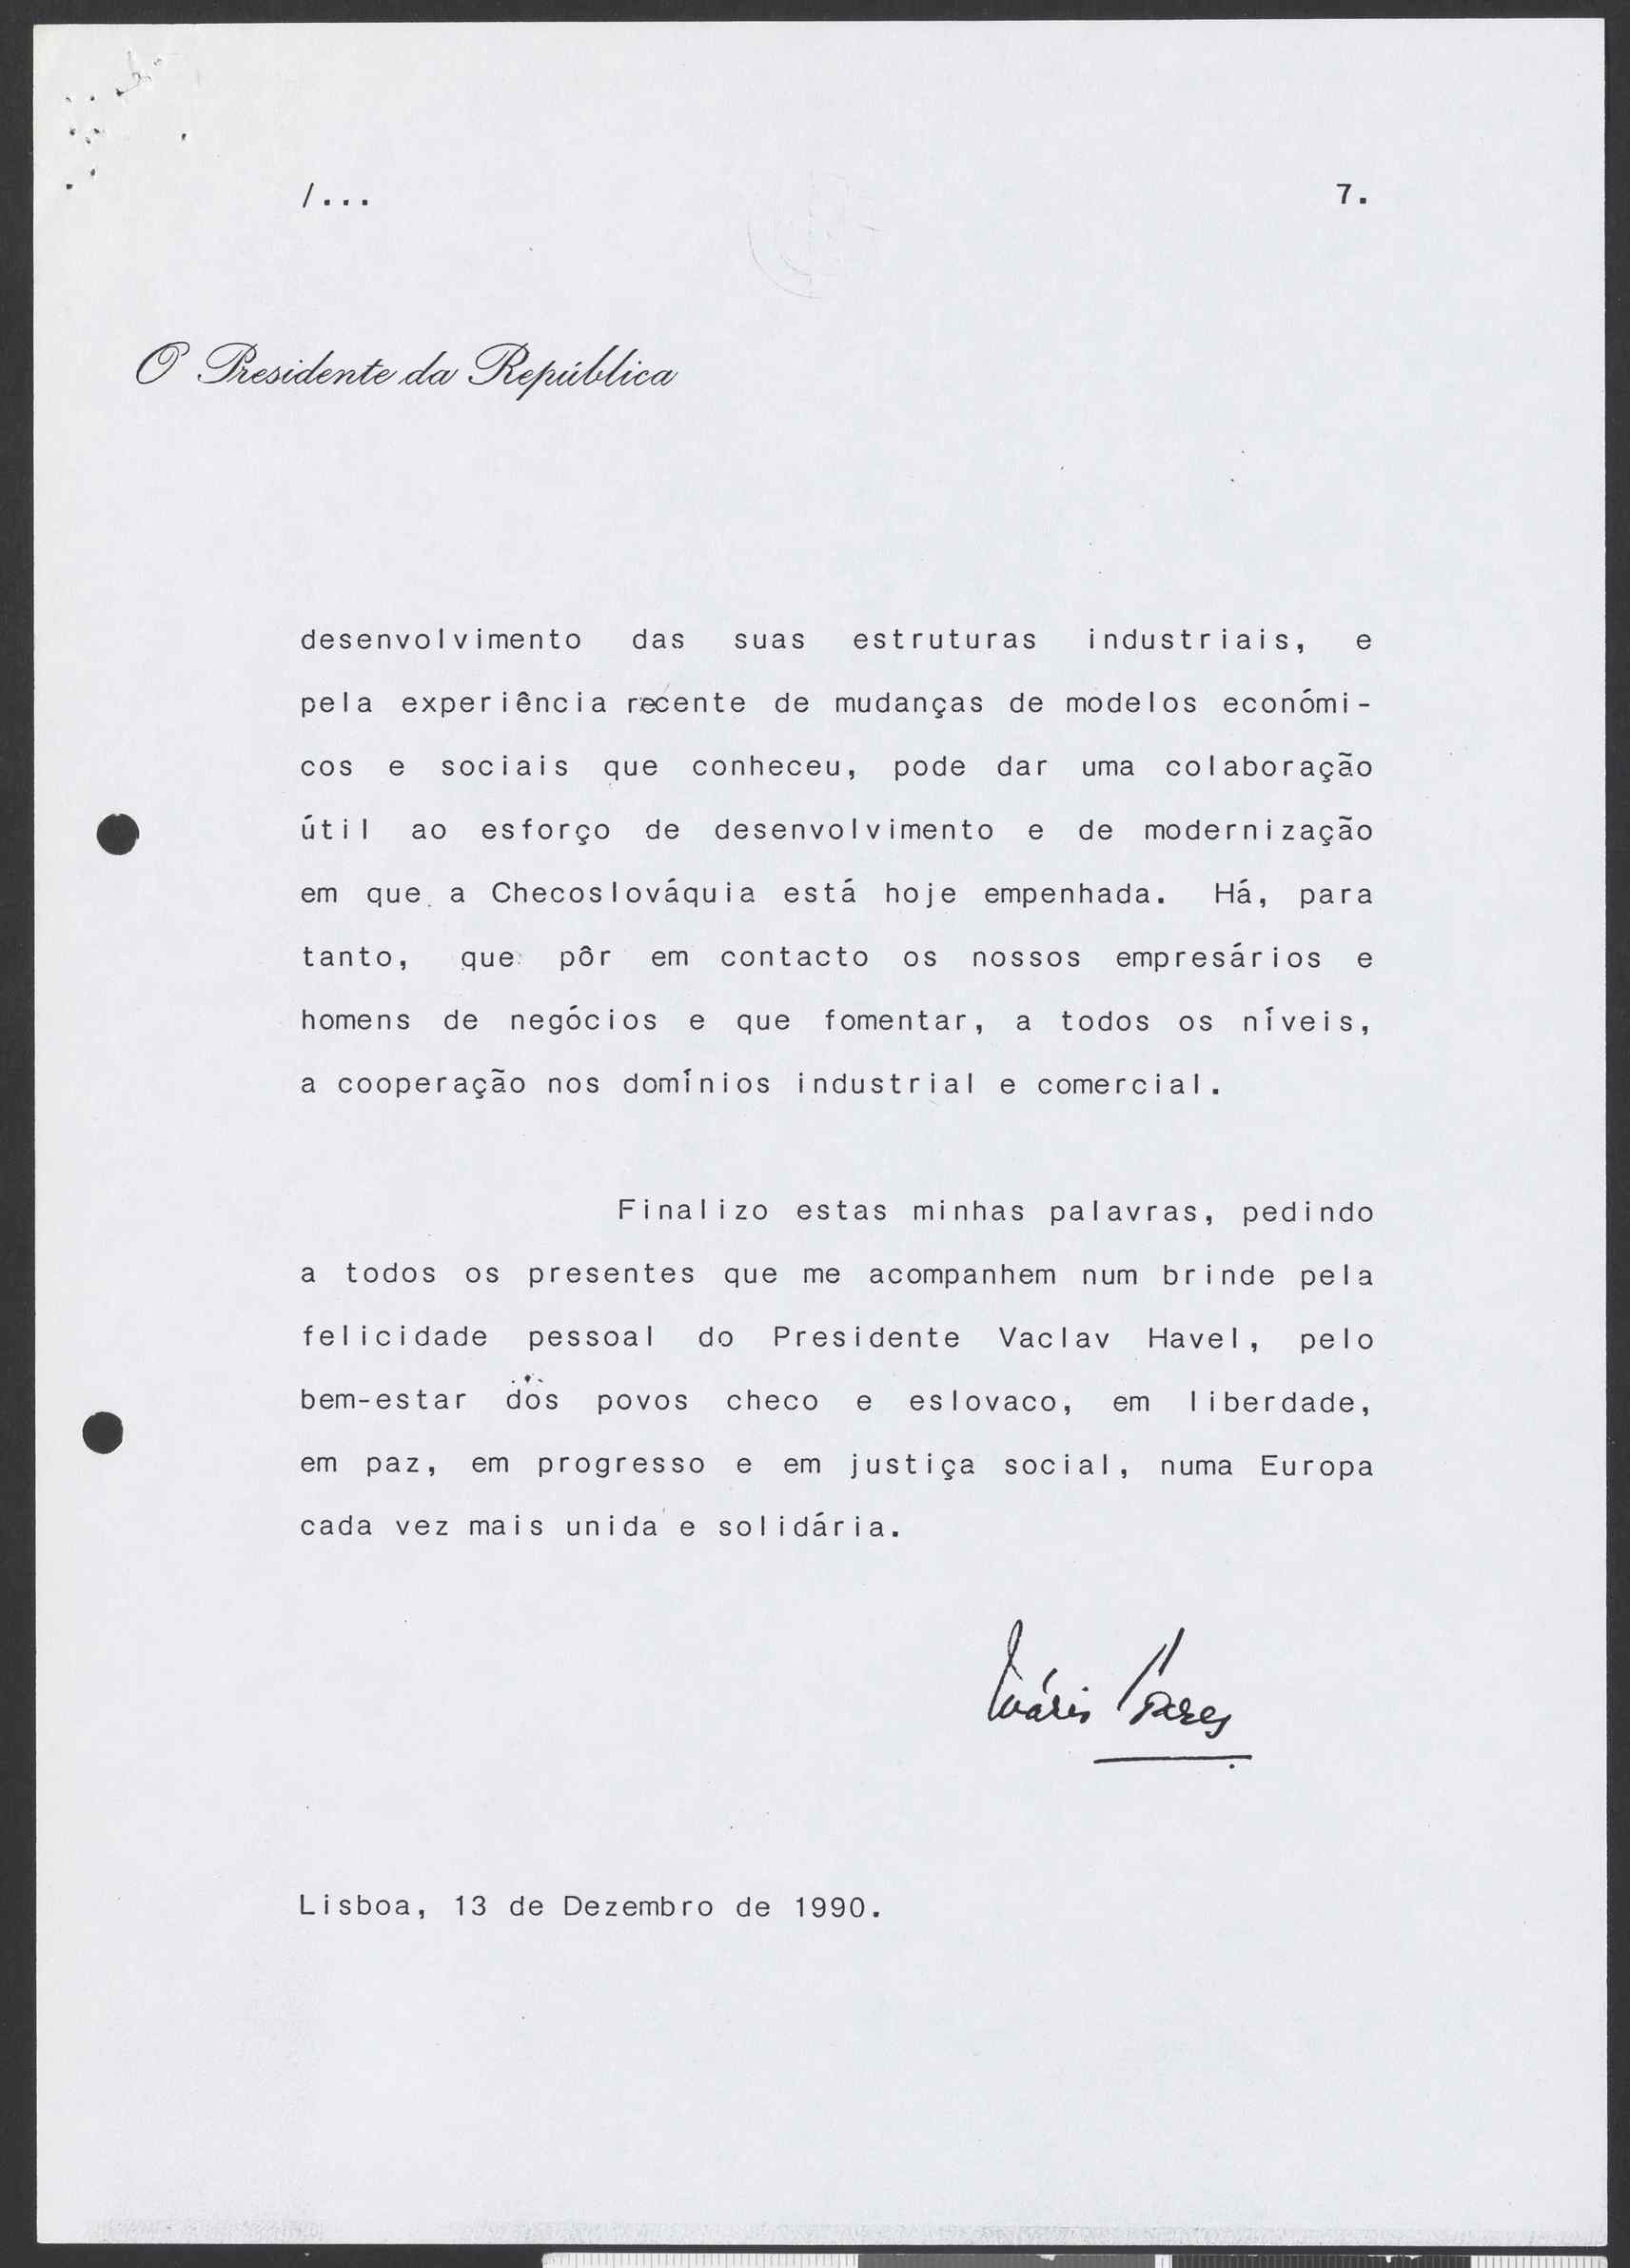 /... 7.
O Presidente da República
desenvolvimento das suas estruturas industriais, e
pela experiência recente de mudanças de modelos económi-
cos e sociais que conheceu, pode dar uma colaboração
útil ao esforço de desenvolvimento e de modernização
em que a Checoslováquia está hoje empenhada. Há, para
tanto, que pôr em contacto os nossos empresários e
homens de negócios e que fomentar, a todos os níveis,
a cooperação nos domínios industrial e comercial.
Finalizo estas minhas palavras, pedindo
a todos os presentes que me acompanhem num brinde pela
felicidade pessoal do Presidente Vaclav Havel, pelo
bem-estar dos povos checo e eslovaco, em liberdade,
em paz, em progresso e em justiça social, numa Europa
cada vez mais unida e solidária.
Mário Soares
Lisboa, 13 de Dezembro de 1990.